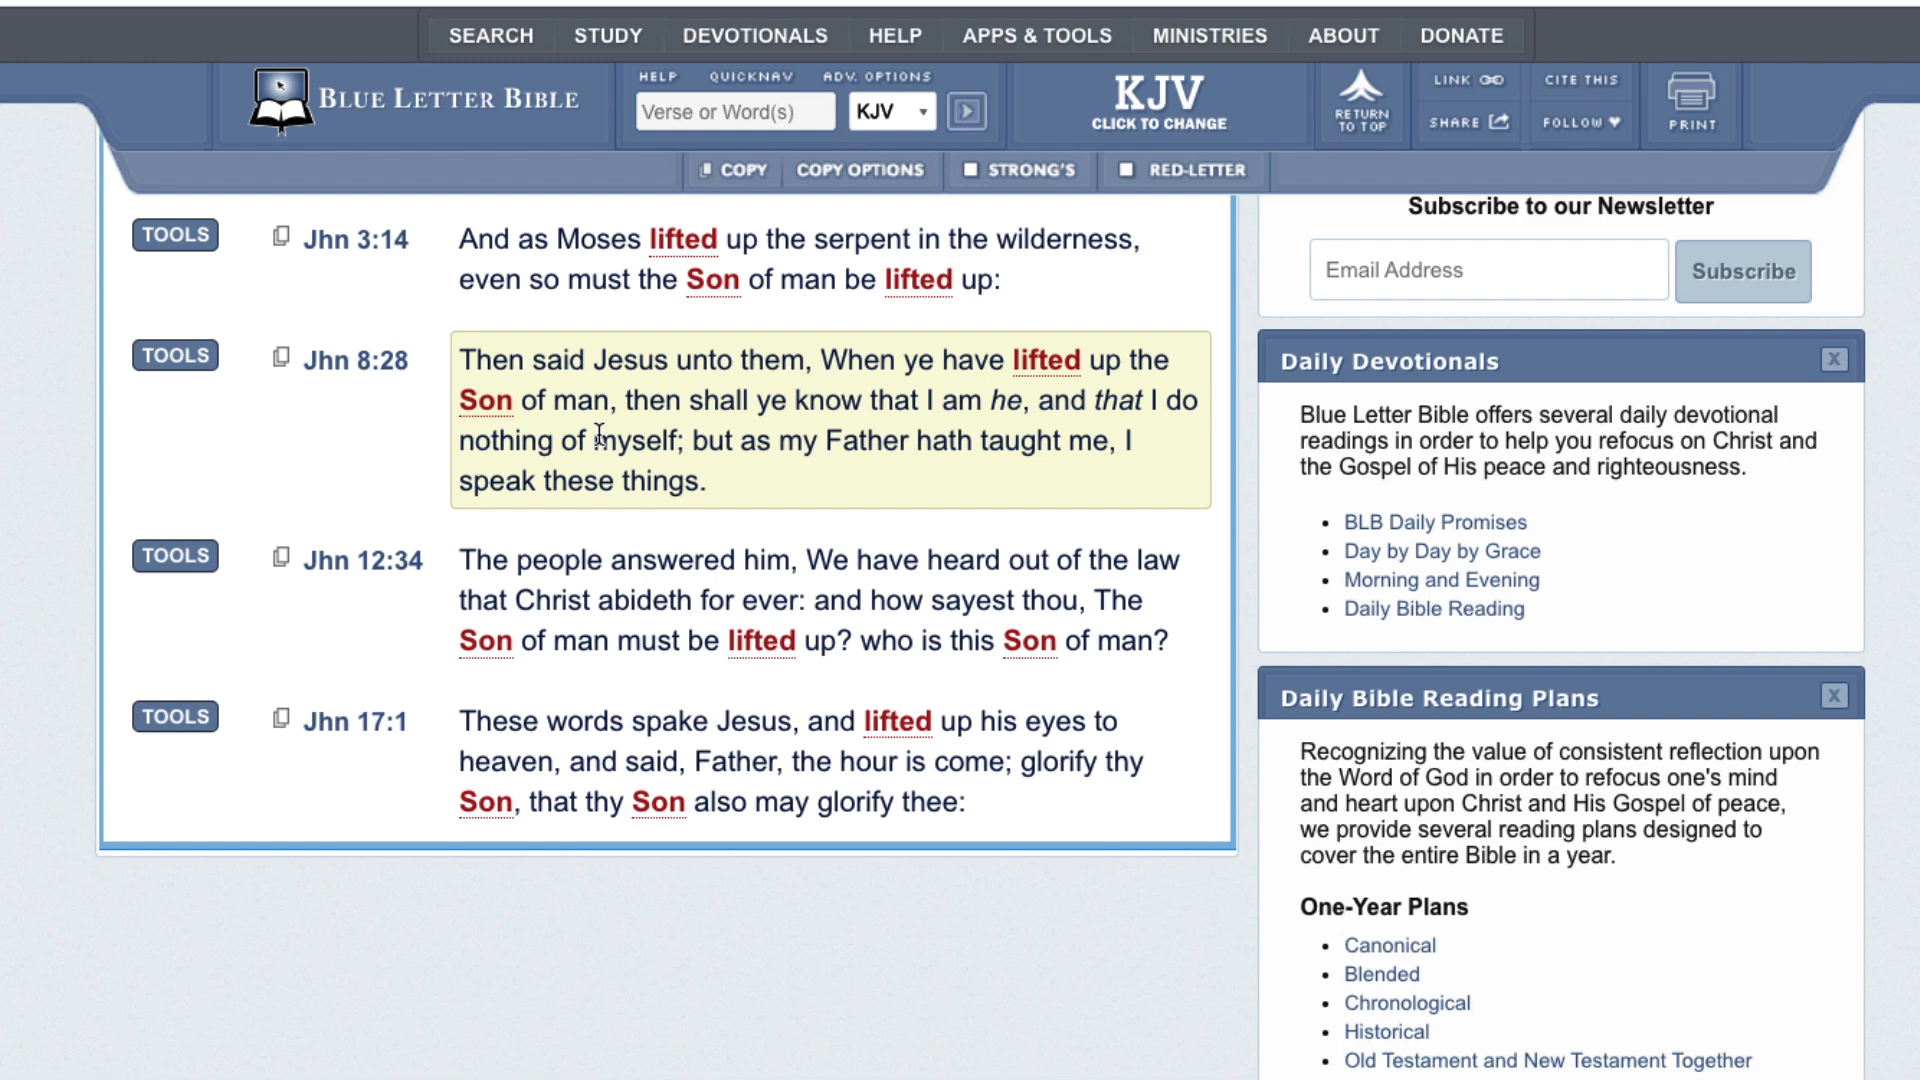 SEARCH STUDY DEVOTIONALS HELP APPS & TOOLS MINISTRIES ABOUT DONATE
BLUE LETTER BIBLE
HELP QUICKNAV ADV. OPTIONS
Verse or Word(s) KJV
KJV
CLICK TO CHANGE
RETURN
TO TOP
LINK
SHARE
CITE THIS
FOLLOW
PRINT
COPY COPY OPTIONS STRONG'S RED-LETTER
TOOLS Jhn 3:14 And as Moses lifted up the serpent in the wilderness,
even so must the Son of man be lifted up:
TOOLS Jhn 8:28 Then said Jesus unto them, When ye have lifted up the
Son of man, then shall ye know that I am he, and that I do
nothing of myself; but as my Father hath taught me, I
speak these things.
TOOLS Jhn 12:34 The people answered him, We have heard out of the law
that Christ abideth for ever: and how sayest thou, The
Son of man must be lifted up? who is this Son of man?
TOOLS Jhn 17:1 These words spake Jesus, and lifted up his eyes to
heaven, and said, Father, the hour is come; glorify thy
Son, that thy Son also may glorify thee:
Subscribe to our Newsletter
Email Address Subscribe
Daily Devotionals X
Blue Letter Bible offers several daily devotional
readings in order to help you refocus on Christ and
the Gospel of His peace and righteousness.
• BLB Daily Promises
• Day by Day by Grace
• Morning and Evening
• Daily Bible Reading
Daily Bible Reading Plans X
Recognizing the value of consistent reflection upon
the Word of God in order to refocus one's mind
and heart upon Christ and His Gospel of peace,
we provide several reading plans designed to
cover the entire Bible in a year.
One-Year Plans
• Canonical
• Blended
• Chronological
• Historical
• Old Testament and New Testament Together